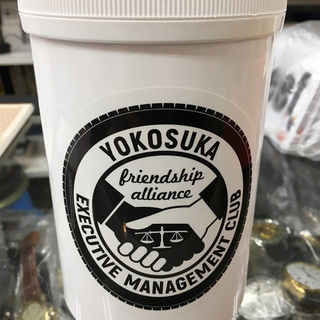 YOKOSUKA
friendship
alliance
EXECUTIVE MANAGEMENT CLUB